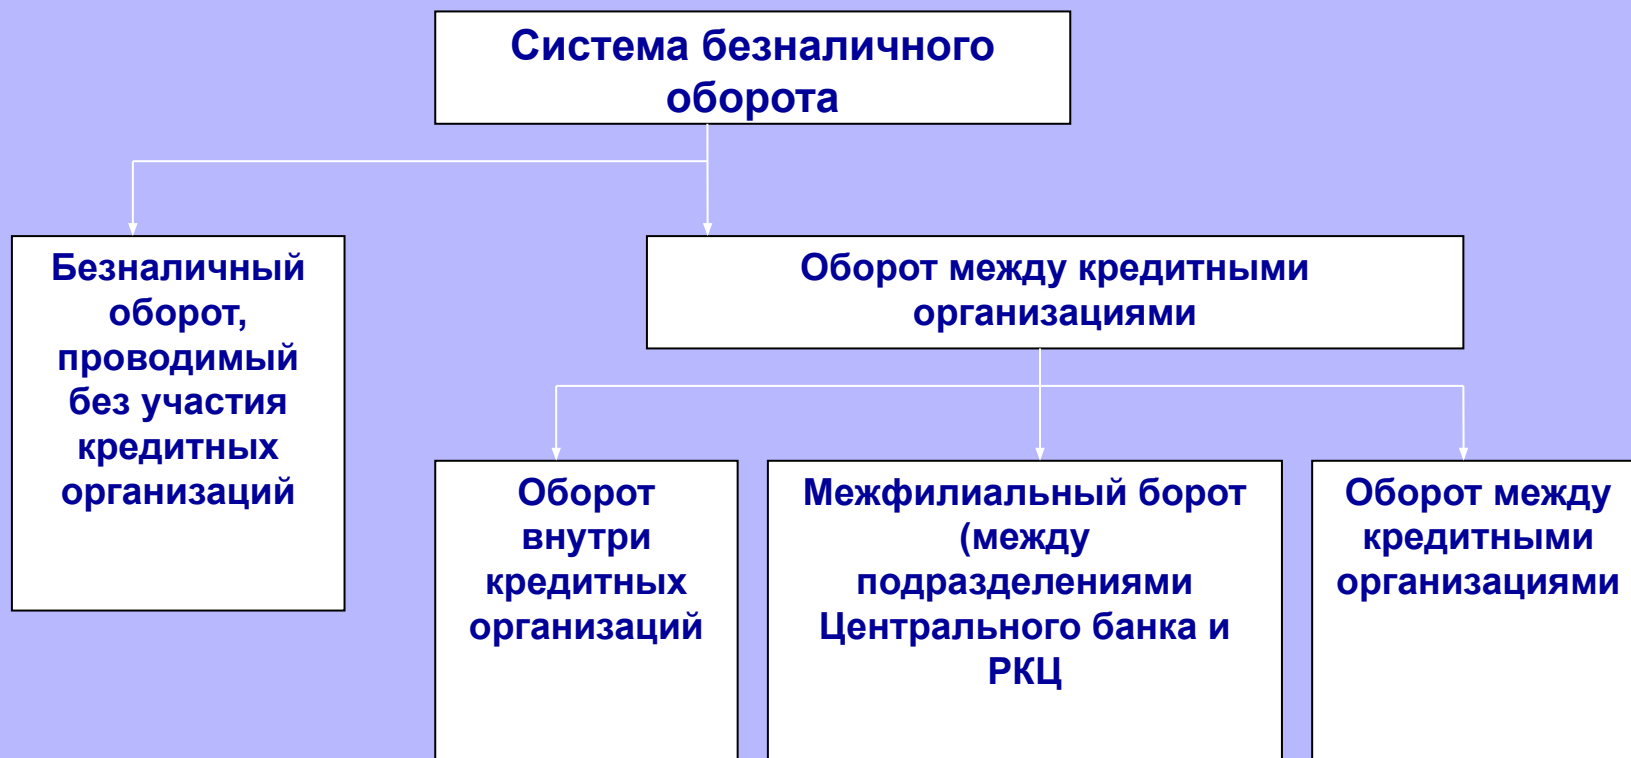 Система безналичного
оборота
Безналичный
оборот,
проводимый
без участия
кредитных
организаций
Оборот между кредитными
организациями
Оборот
внутри
кредитных
организаций
Межфилиальный борот
(между
подразделениями
Центрального банка и
РКЦ
Оборот между
кредитными
организациями